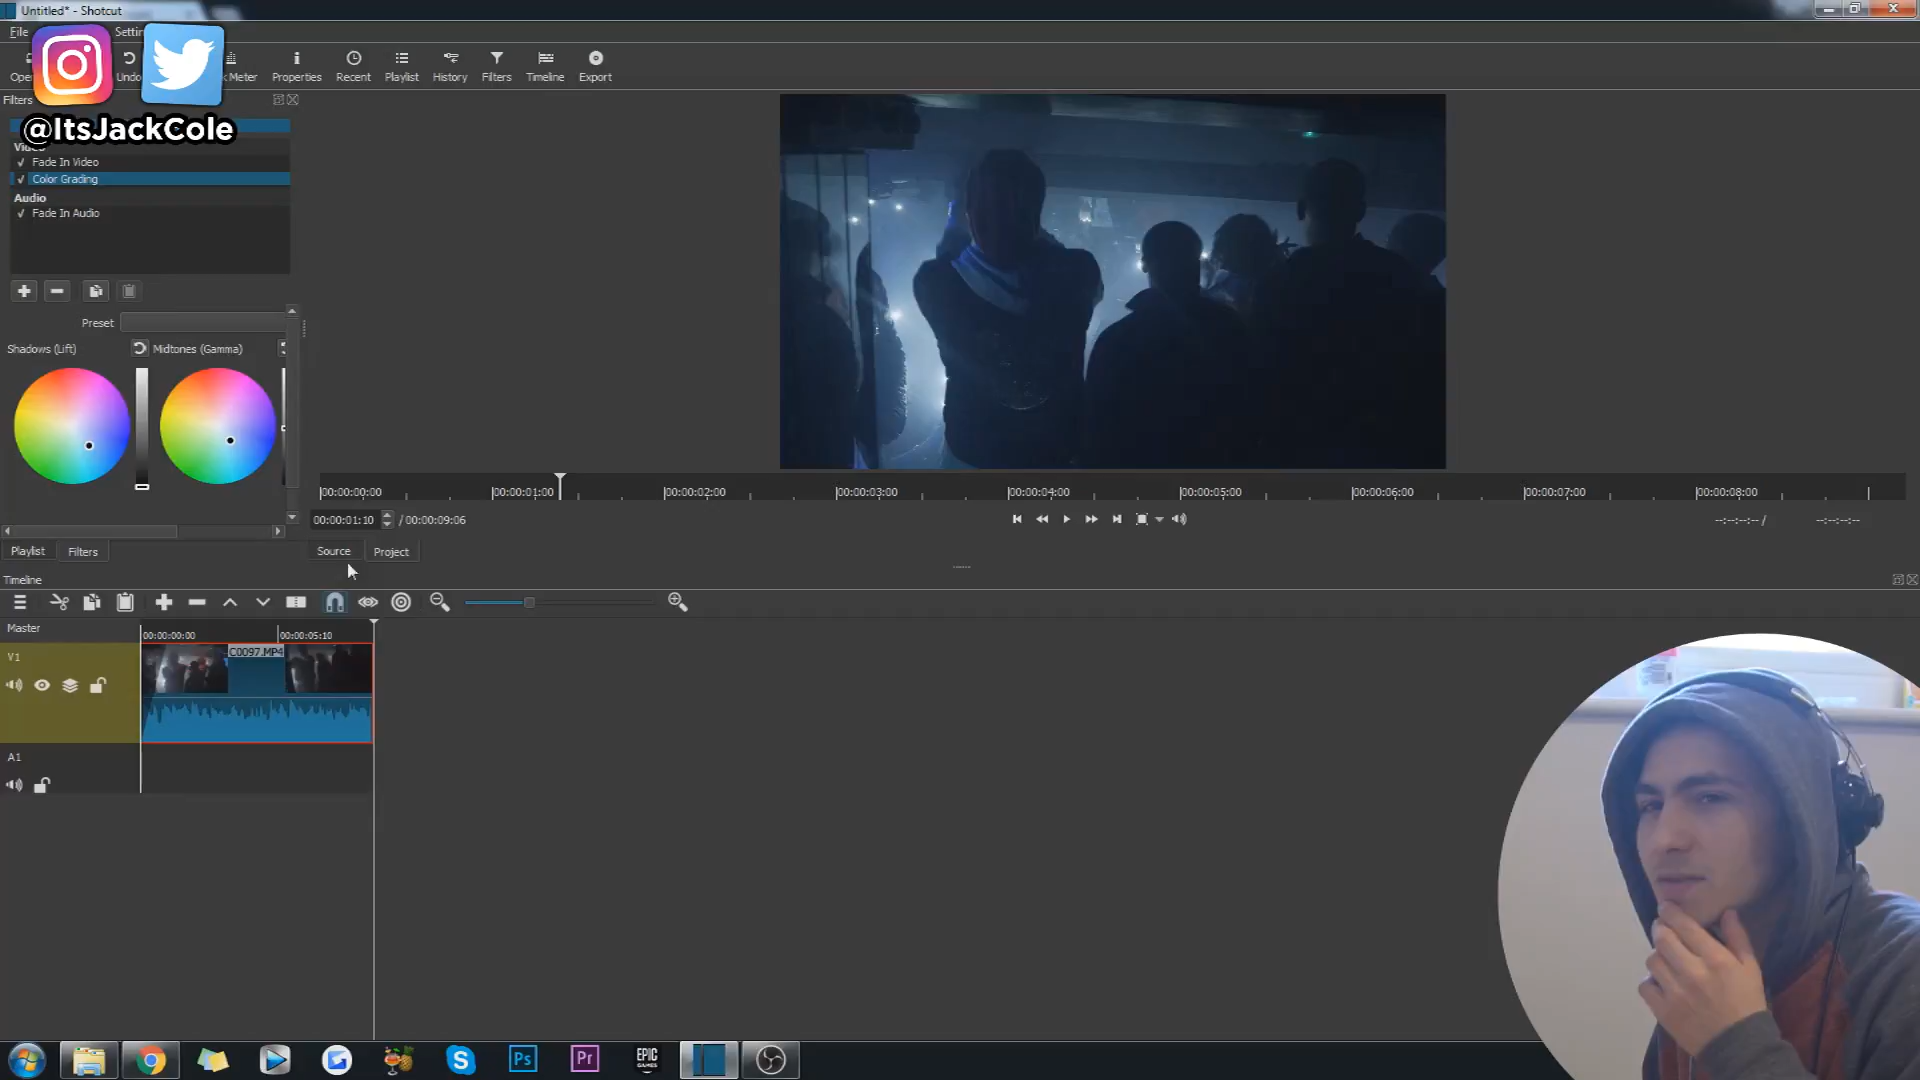 Untitled* - Shotcut
File
Undo
Meter
Properties
Recent
Playlist
History
Filters
Timeline
Export
@ItsJackCole
Filters
Fade In Video
Color Grading
Audio
Fade In Audio
Preset
Shadows (Lift)
Midtones (Gamma)
00:00:00:00
00:00:01:00
00:00:02:00
00:00:03:00
00:00:04:00
00:00:05:00
00:00:06:00
00:00:07:00
00:00:08:00
00:00:01:10
/ 00:00:09:06
--:--:--:-- /
--:--:--:--
Playlist
Filters
Source
Project
Timeline
Master
00:00:00:00
00:00:05:10
V1
C0097.MP4
A1
Ps
Pr
EPIC
GAMES